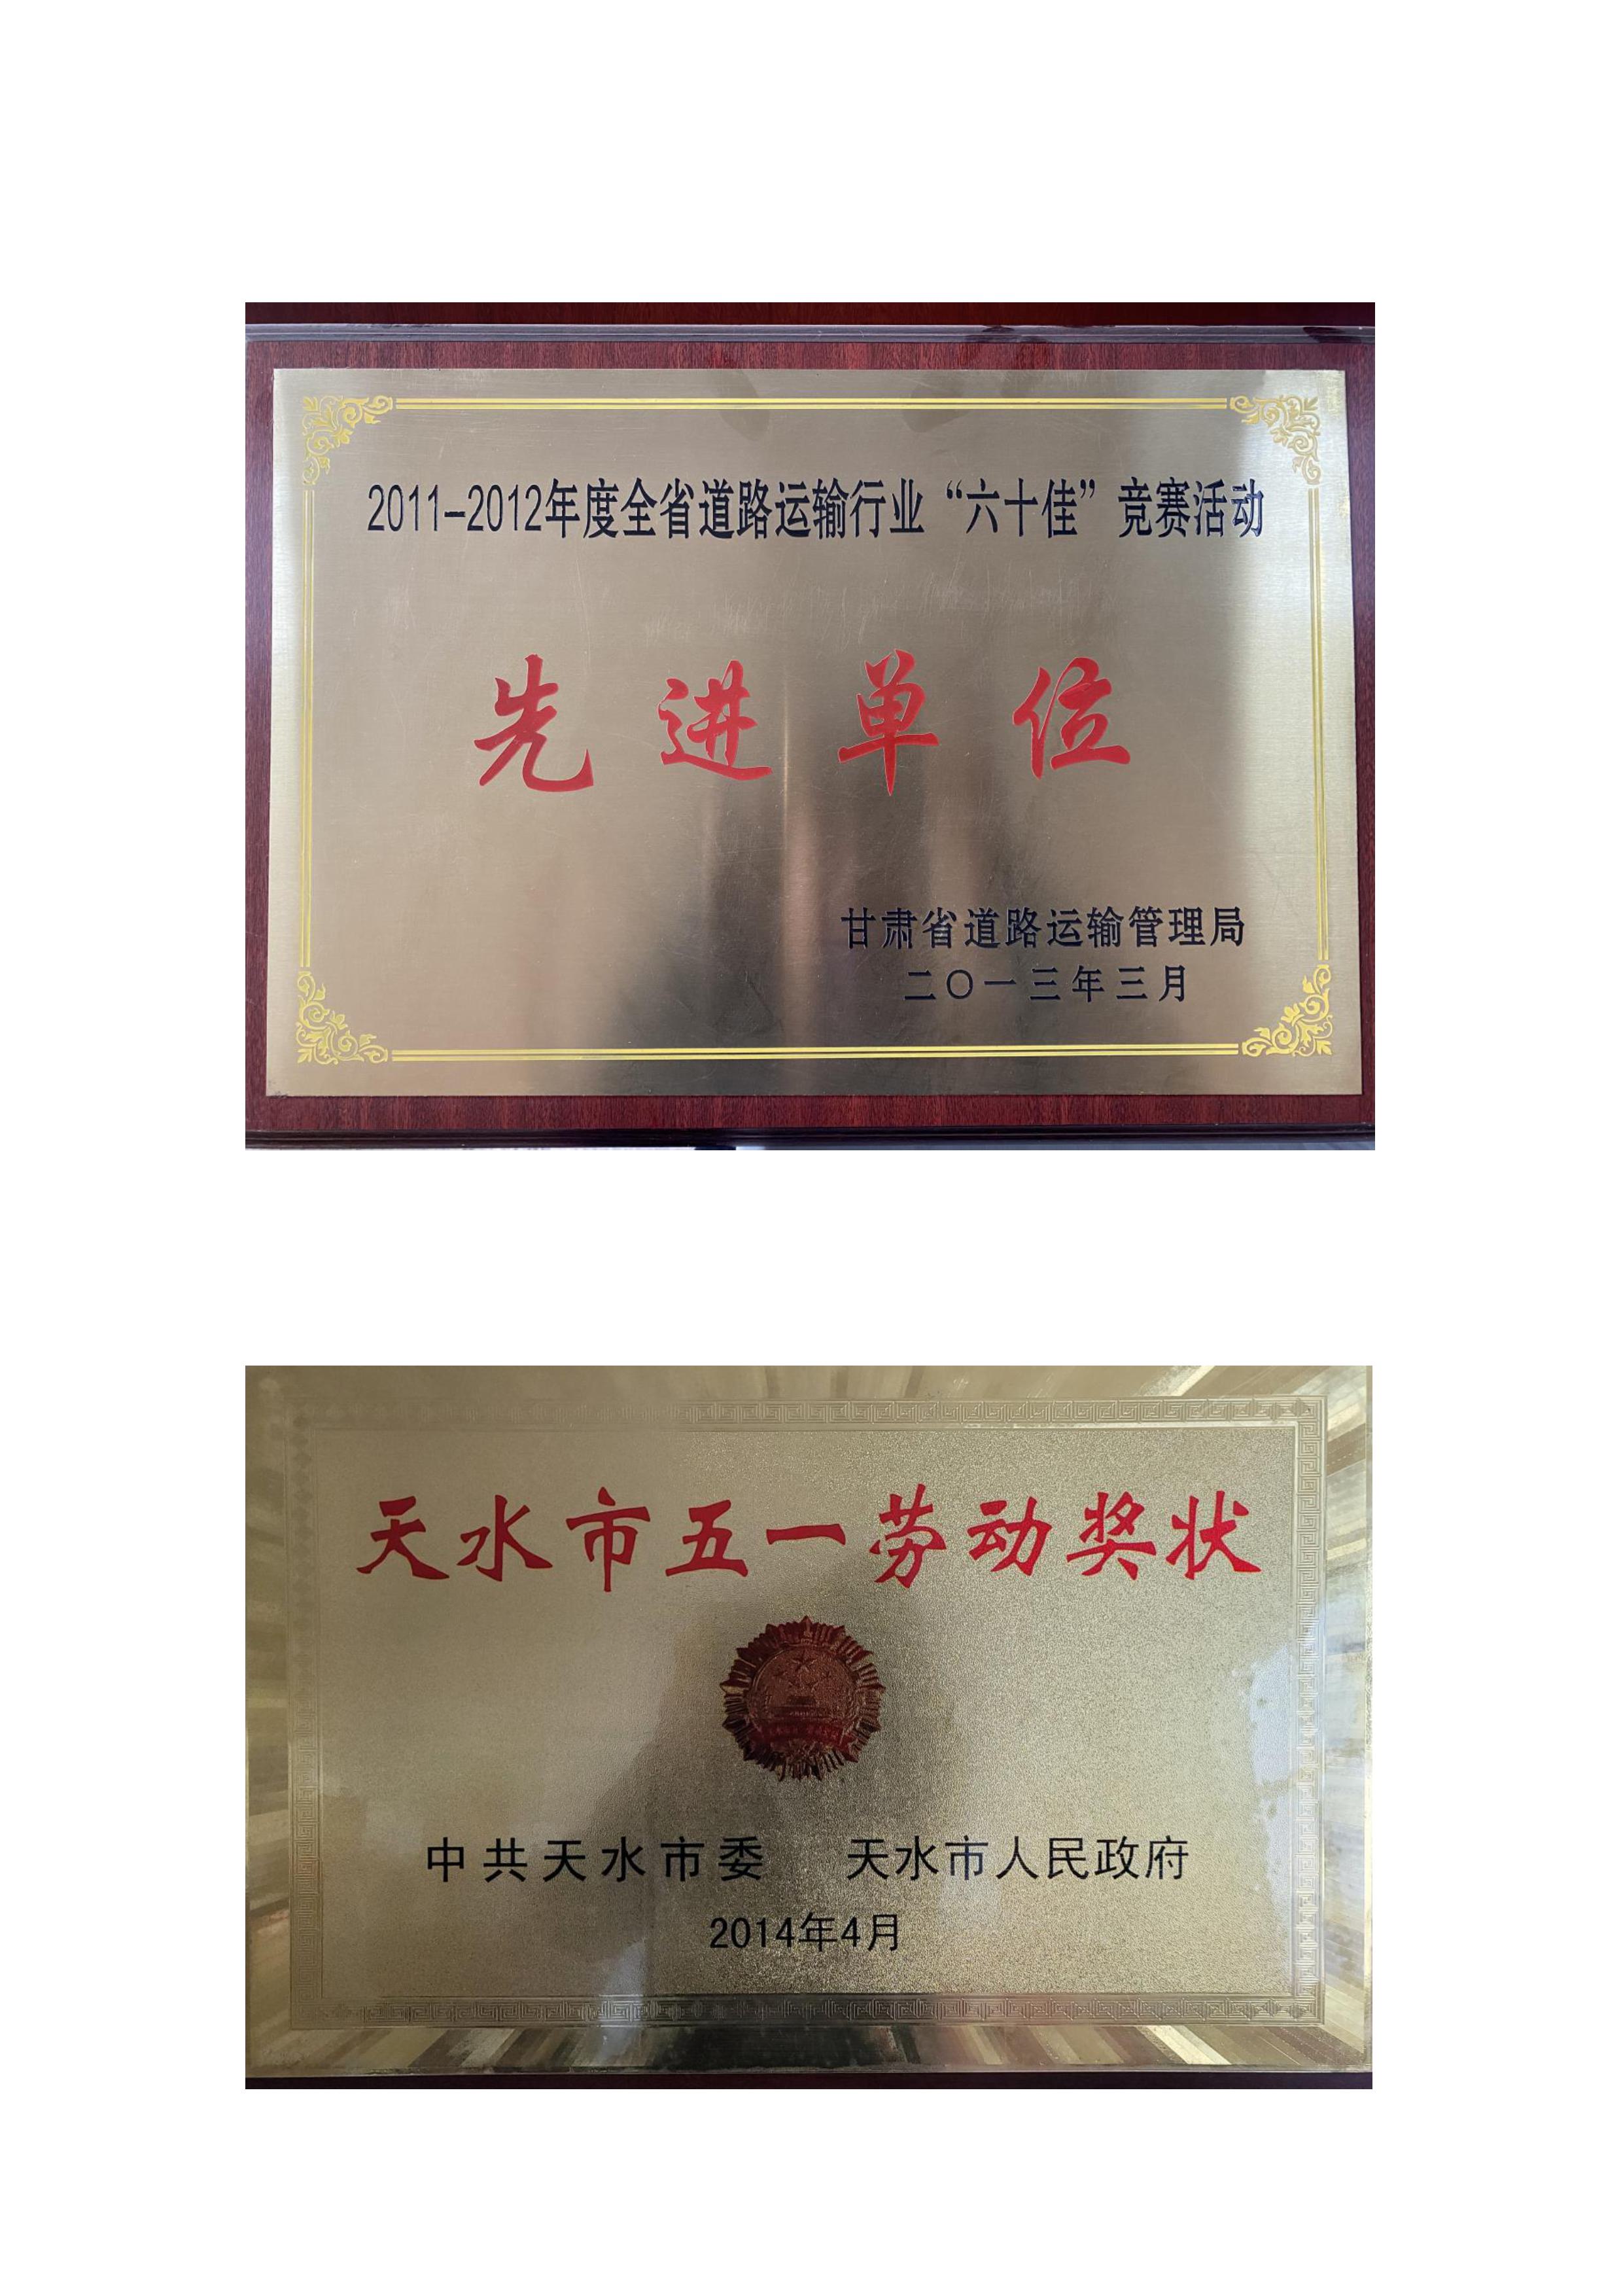 2011-2012年度全省道路运输行业“六十佳”竞赛活动
先进单位
甘肃省道路运输管理局
二〇一三年三月
天水市五一劳动奖状
中共天水市委 天水市人民政府
2014年4月